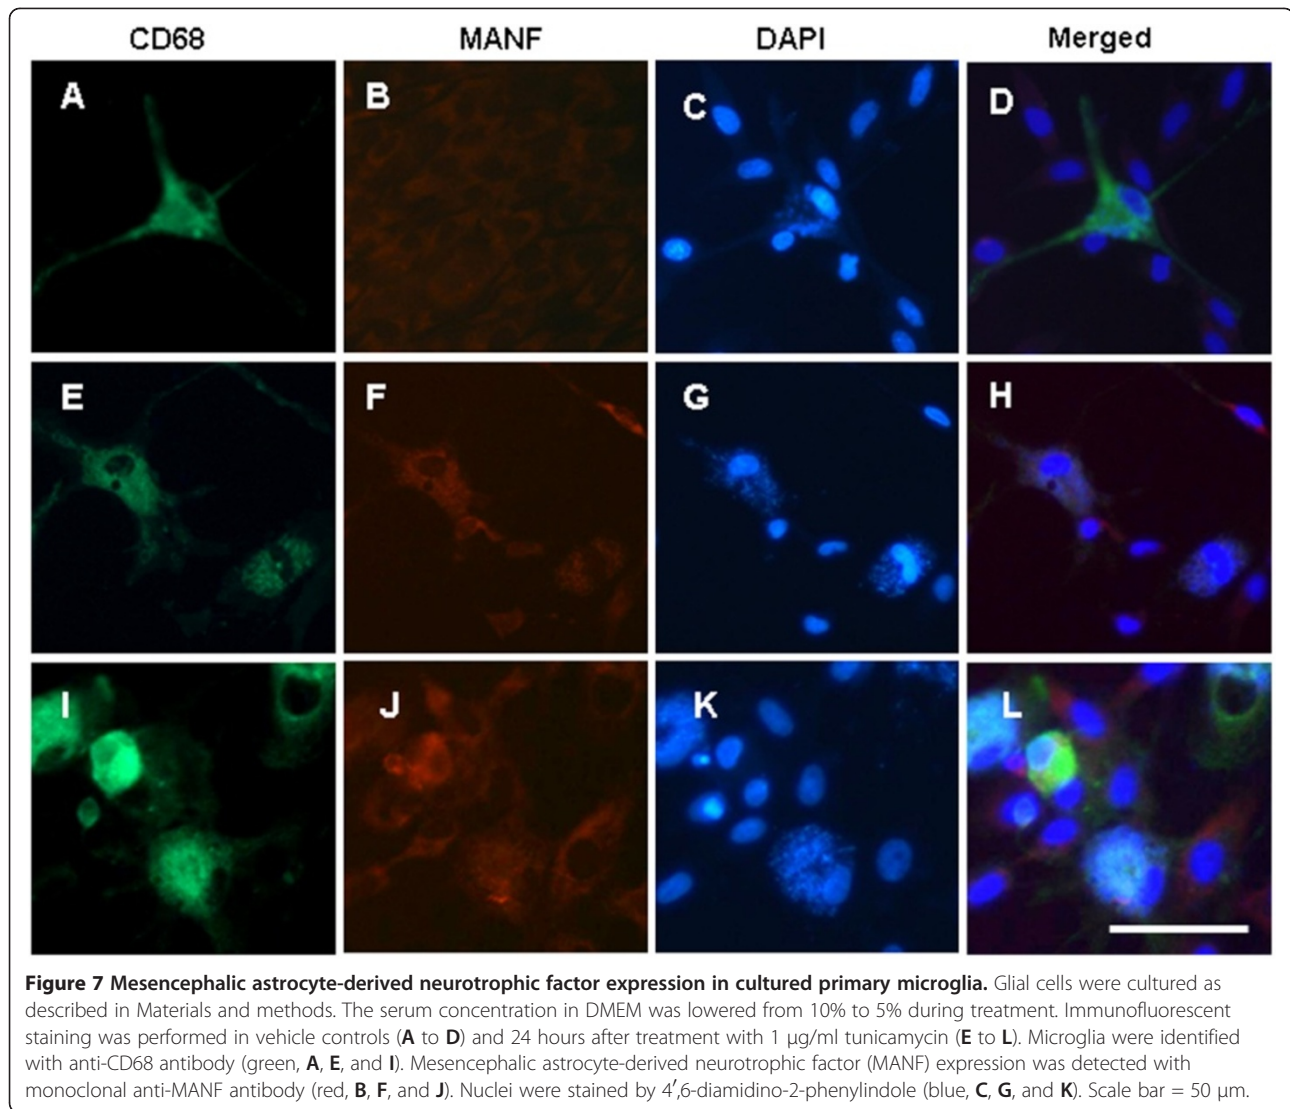 CD68 MANF DAPI Merged
A B C D
E F G H
I J K L
Figure 7 Mesencephalic astrocyte-derived neurotrophic factor expression in cultured primary microglia. Glial cells were cultured as
described in Materials and methods. The serum concentration in DMEM was lowered from 10% to 5% during treatment. Immunofluorescent
staining was performed in vehicle controls (A to D) and 24 hours after treatment with 1 μg/ml tunicamycin (E to L). Microglia were identified
with anti-CD68 antibody (green, A, E, and I). Mesencephalic astrocyte-derived neurotrophic factor (MANF) expression was detected with
monoclonal anti-MANF antibody (red, B, F, and J). Nuclei were stained by 4′,6-diamidino-2-phenylindole (blue, C, G, and K). Scale bar = 50 μm.